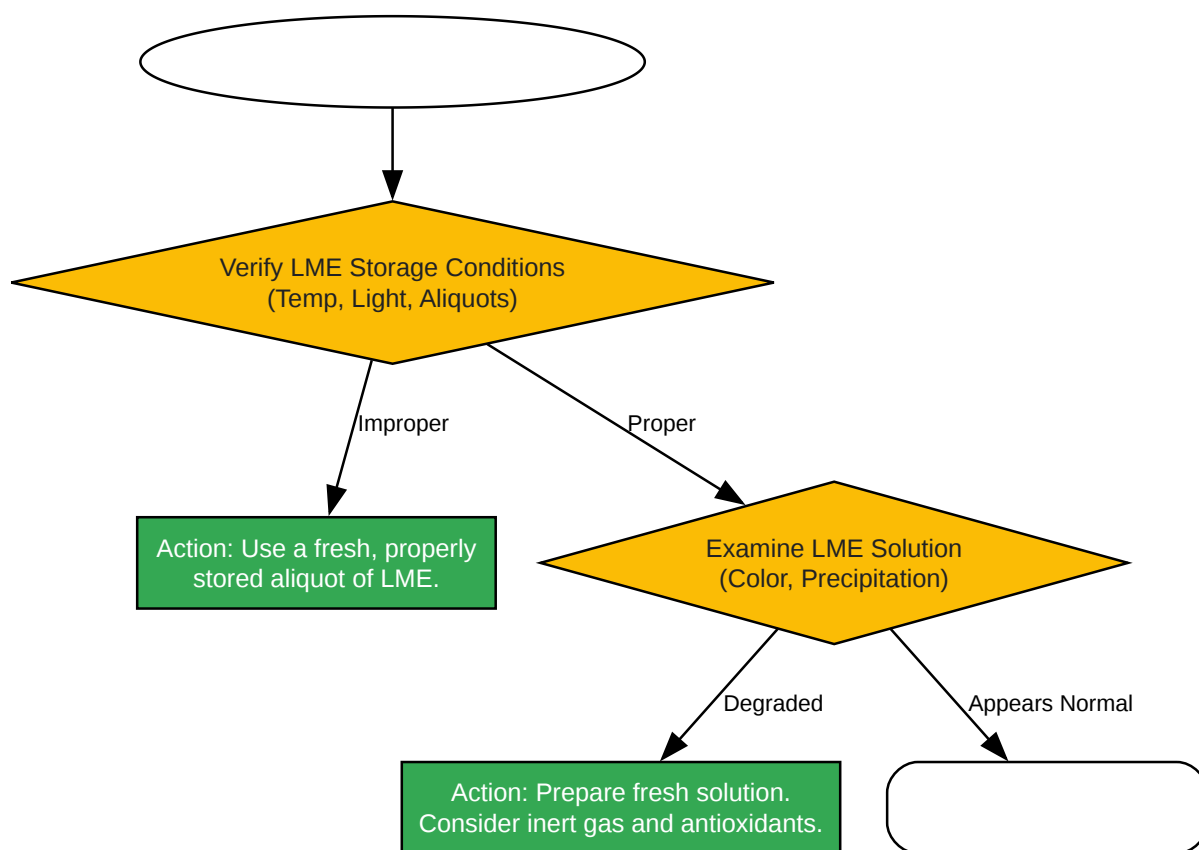 Verify LME Storage Conditions
(Temp, Light, Aliquots)
Improper
Proper
Action: Use a fresh, properly
stored aliquot of LME.
Examine LME Solution
(Color, Precipitation)
Degraded
Appears Normal
Action: Prepare fresh solution.
Consider inert gas and antioxidants.